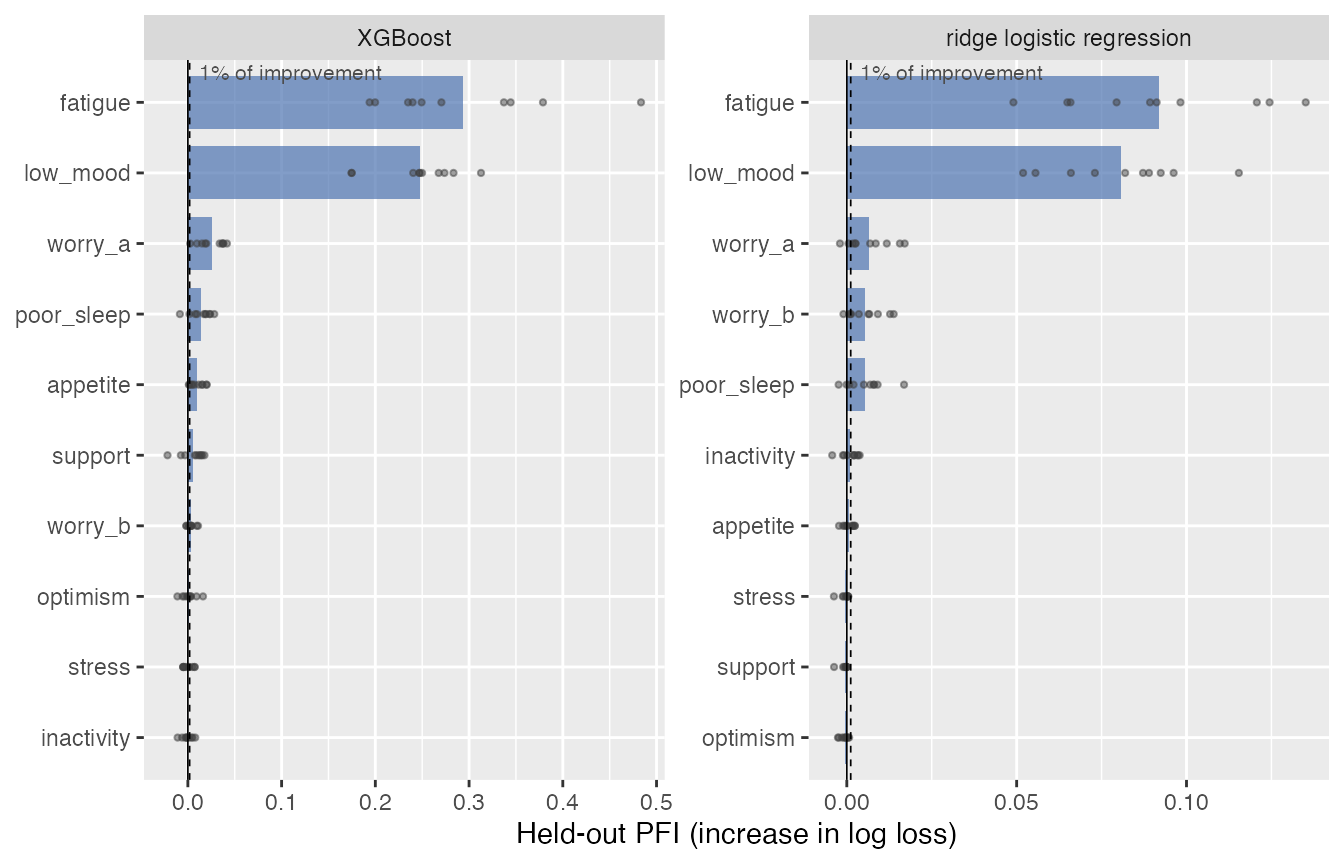 XGBoost
1% of improvement
fatigue
low_mood
worry_a
poor_sleep
appetite
support
worry_b
optimism
stress
inactivity
0.0 0.1 0.2 0.3 0.4 0.5
ridge logistic regression
1% of improvement
fatigue
low_mood
worry_a
worry_b
poor_sleep
inactivity
appetite
stress
support
optimism
0.00 0.05 0.10
Held-out PFI (increase in log loss)